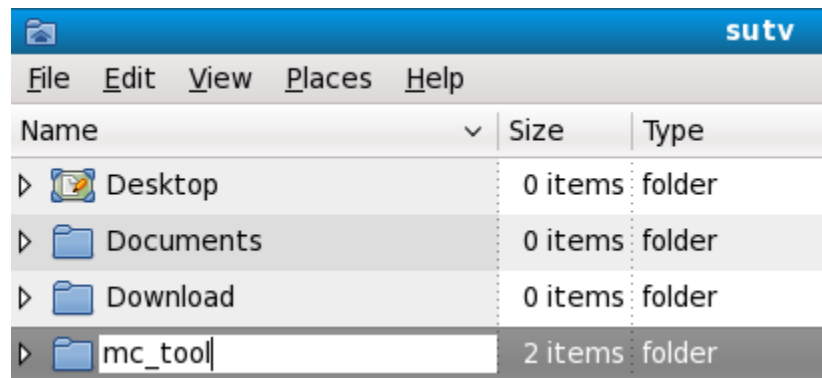 sutv
File Edit View Places Help
Name Size Type
Desktop 0 items folder
Documents 0 items folder
Download 0 items folder
mc_tool 2 items folder